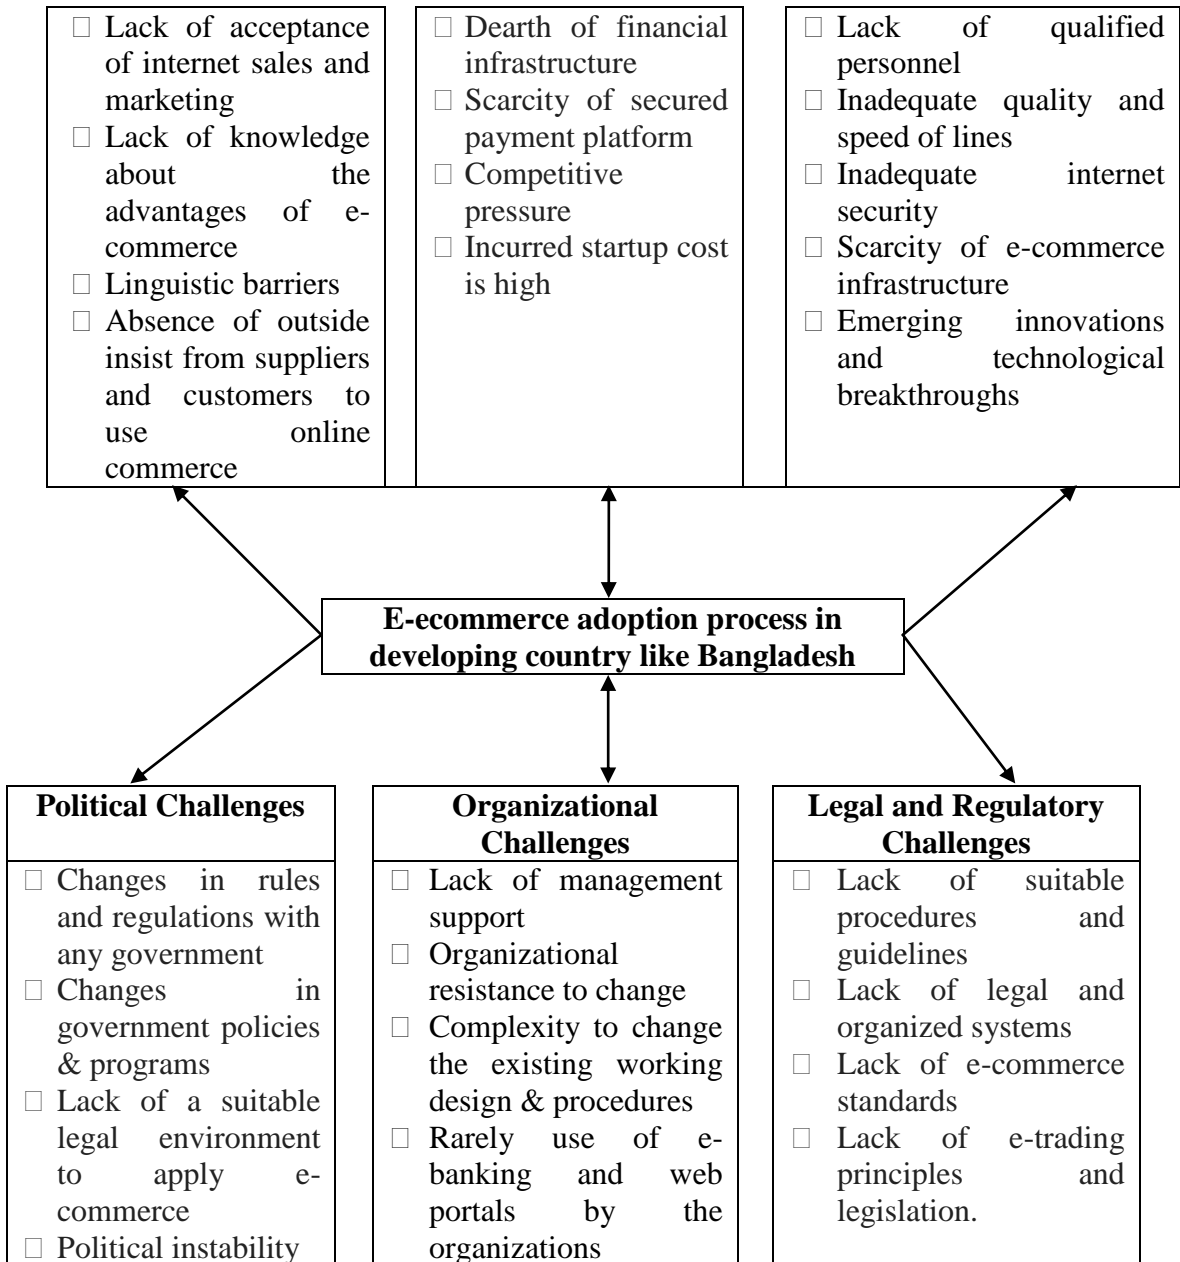 □ Lack of acceptance
of internet sales and
marketing
□ Lack of knowledge
about the
advantages of e-
commerce
□ Linguistic barriers
□ Absence of outside
insist from suppliers
and customers to
use online
commerce
□ Dearth of financial
infrastructure
□ Scarcity of secured
payment platform
□ Competitive
pressure
□ Incurred startup cost
is high
□ Lack of qualified
personnel
□ Inadequate quality and
speed of lines
□ Inadequate internet
security
□ Scarcity of e-commerce
infrastructure
□ Emerging innovations
and technological
breakthroughs
E-ecommerce adoption process in
developing country like Bangladesh
Political Challenges
□ Changes in rules
and regulations with
any government
□ Changes in
government policies
& programs
□ Lack of a suitable
legal environment
to apply e-
commerce
□ Political instability
Organizational
Challenges
□ Lack of management
support
□ Organizational
resistance to change
□ Complexity to change
the existing working
design & procedures
□ Rarely use of e-
banking and web
portals by the
organizations
Legal and Regulatory
Challenges
□ Lack of suitable
procedures and
guidelines
□ Lack of legal and
organized systems
□ Lack of e-commerce
standards
□ Lack of e-trading
principles and
legislation.